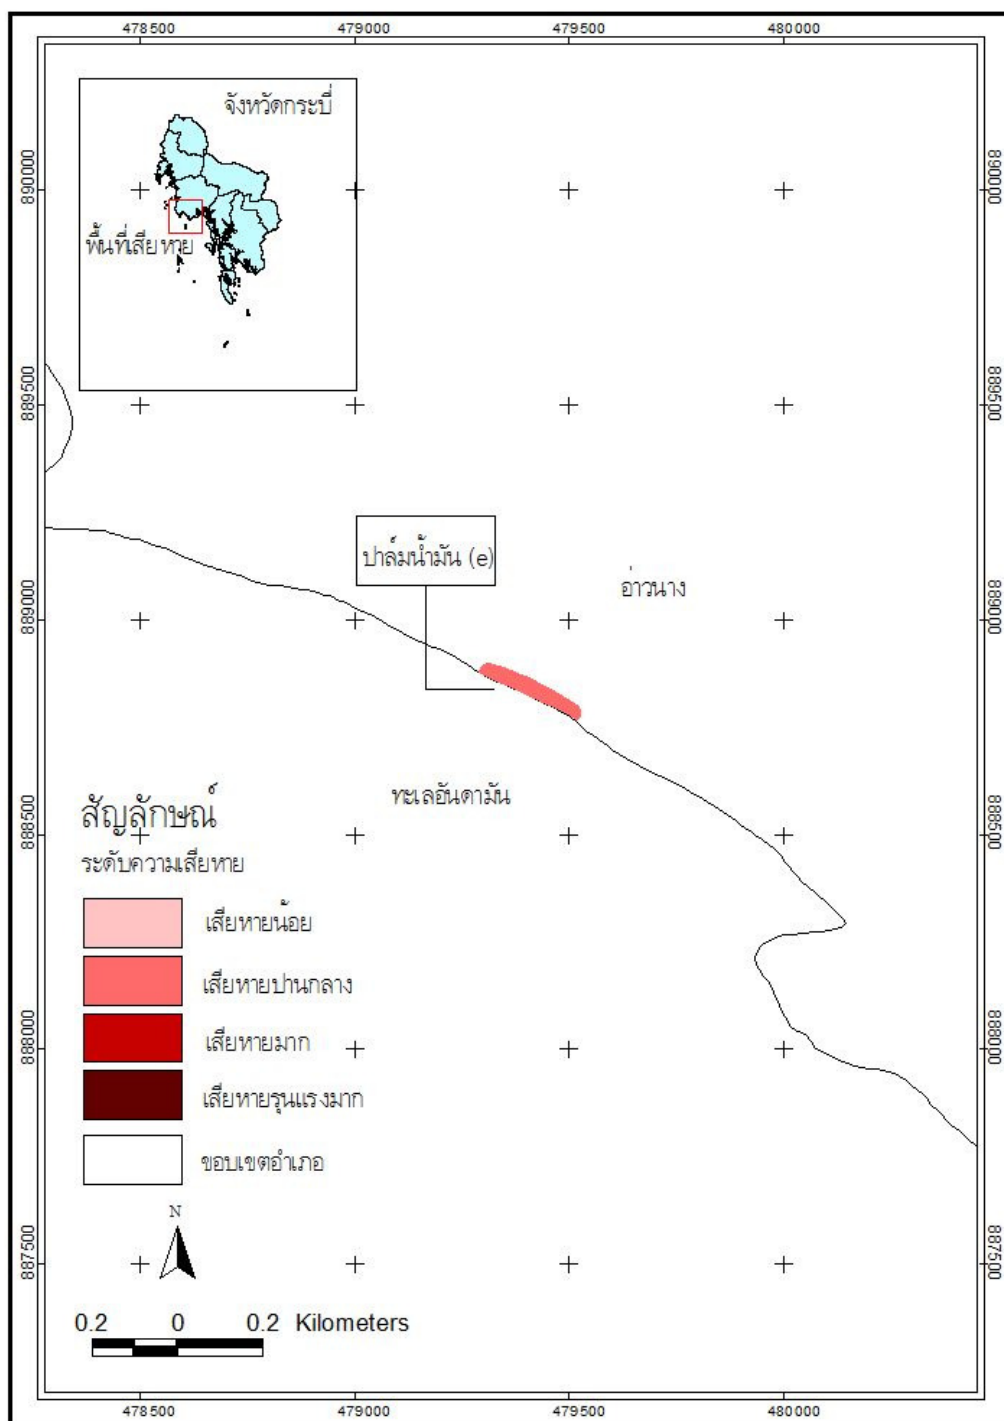 478500 479000 479500 480000
จังหวัดกระบี่
พื้นที่เสียหาย
890000 890000
889500 889500
ปาล์มน้ำมัน (e)
อ่าวนาง
889000 889000
ทะเลอันดามัน
สัญลักษณ์
888500 888500
ระดับความเสียหาย
เสียหายน้อย
เสียหายปานกลาง
เสียหายมาก
888000 888000
เสียหายรุนแรงมาก
ขอบเขตอำเภอ
N
887500 887500
0.2 0 0.2 Kilometers
478500 479000 479500 480000